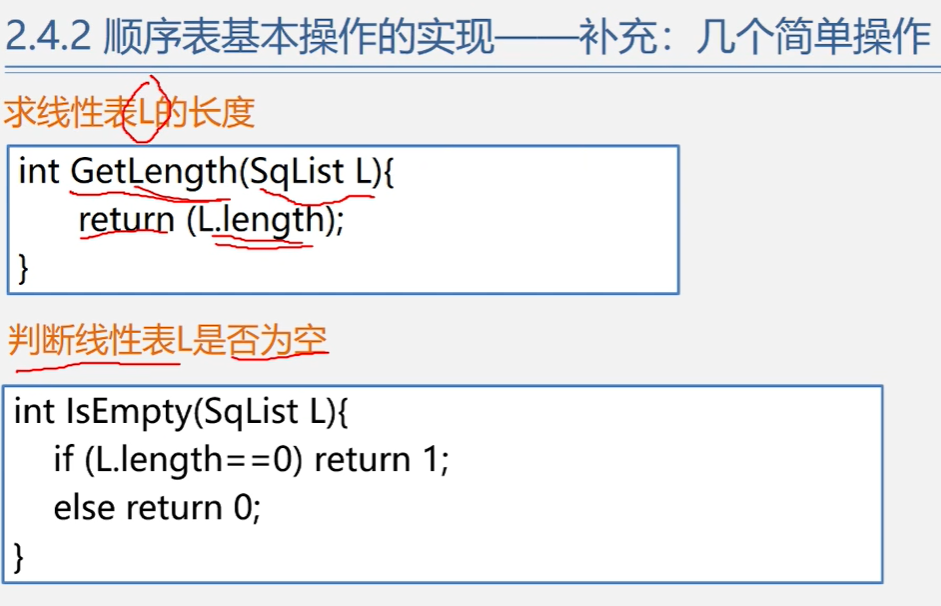 2.4.2 顺序表基本操作的实现——补充：几个简单操作
求线性表L的长度
int GetLength(SqList L){
return (L.length);
}
判断线性表L是否为空
int IsEmpty(SqList L){
if (L.length==0) return 1;
else return 0;
}